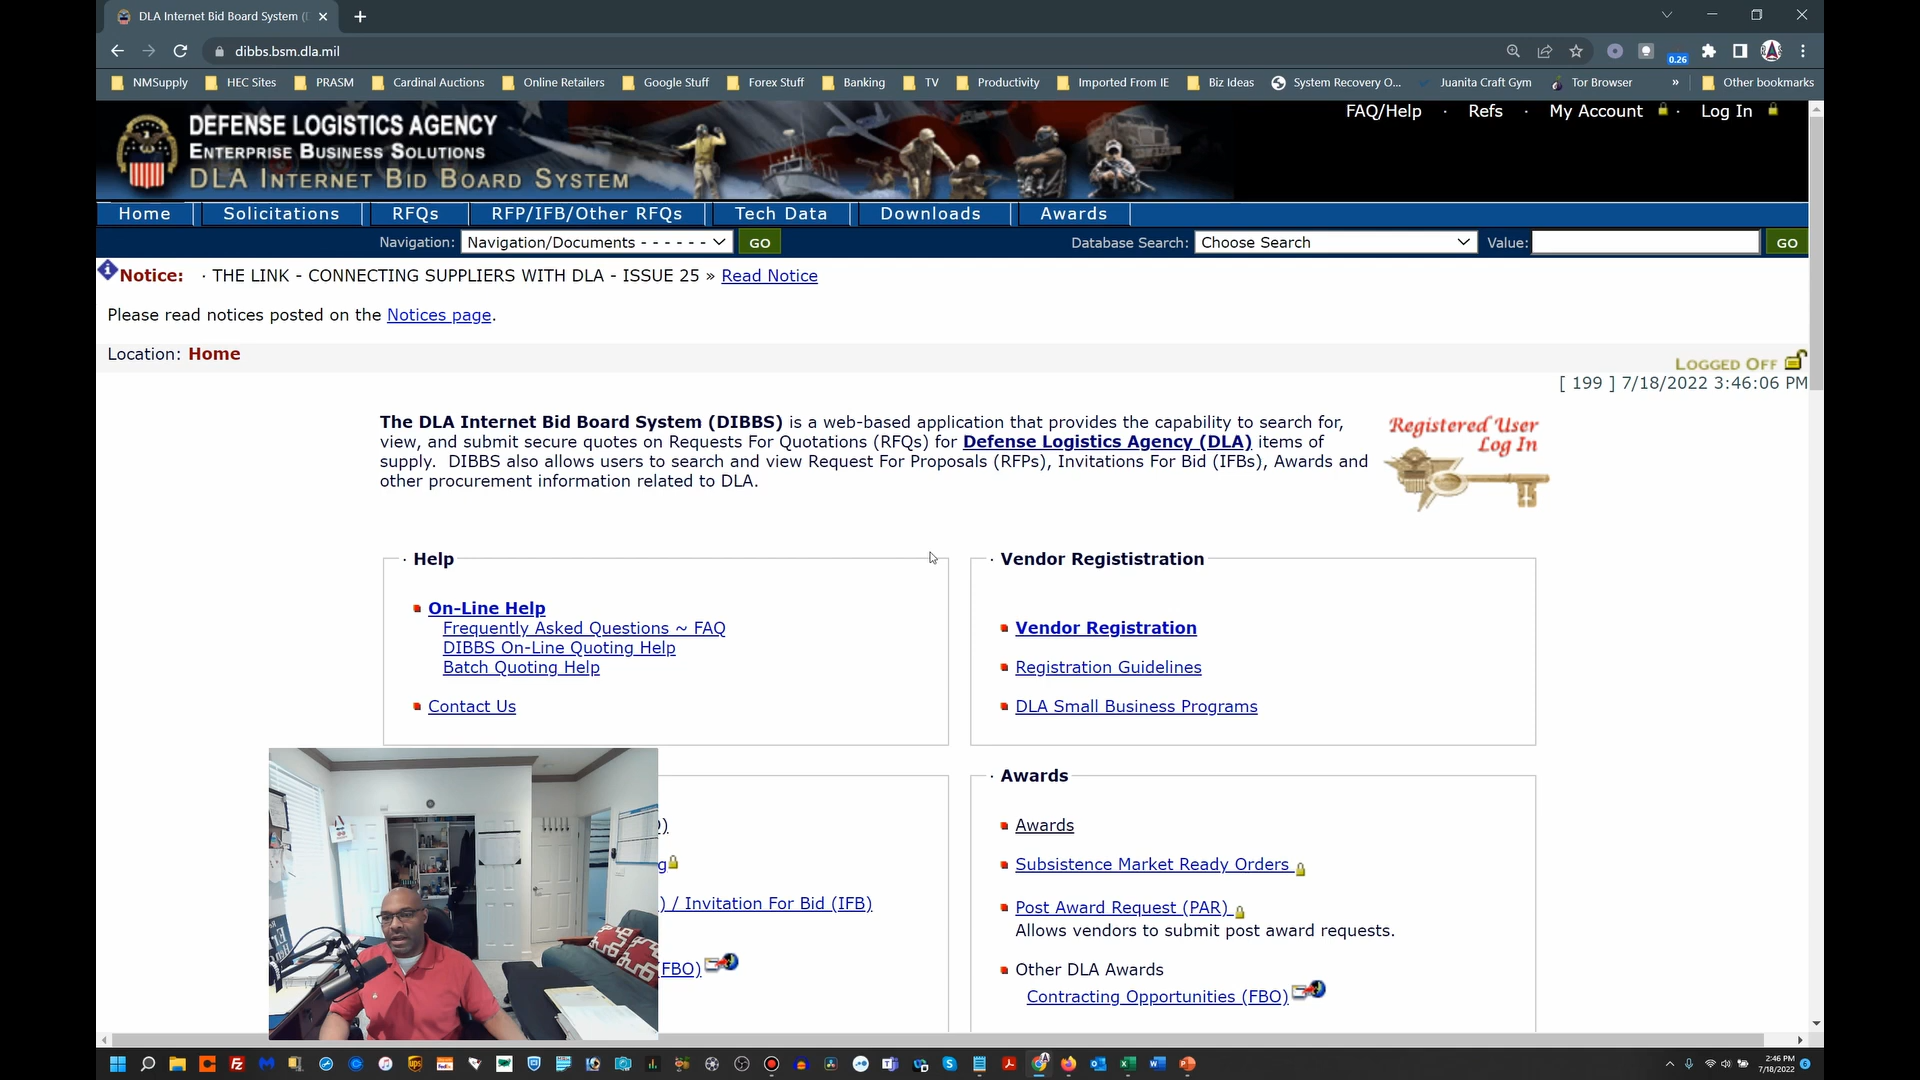 DLA Internet Bid Board System (
dibbs.bsm.dla.mil
0.26
NMSupply HEC Sites PRASM Cardinal Auctions Online Retailers Google Stuff Forex Stuff Banking TV Productivity Imported From IE Biz Ideas System Recovery O... Juanita Craft Gym Tor Browser » Other bookmarks
FAQ/Help · Refs · My Account · Log In
DEFENSE LOGISTICS AGENCY
ENTERPRISE BUSINESS SOLUTIONS
DLA INTERNET BID BOARD SYSTEM
Home Solicitations RFQs RFP/IFB/Other RFQs Tech Data Downloads Awards
Navigation: Navigation/Documents - - - - - - GO Database Search: Choose Search Value: GO
Notice: · THE LINK - CONNECTING SUPPLIERS WITH DLA - ISSUE 25 » Read Notice
Please read notices posted on the Notices page.
Location: Home
LOGGED OFF
[ 199 ] 7/18/2022 3:46:06 PM
The DLA Internet Bid Board System (DIBBS) is a web-based application that provides the capability to search for,
view, and submit secure quotes on Requests For Quotations (RFQs) for Defense Logistics Agency (DLA) items of
supply. DIBBS also allows users to search and view Request For Proposals (RFPs), Invitations For Bid (IFBs), Awards and
other procurement information related to DLA.
Registered User
Log In
· Help
On-Line Help
Frequently Asked Questions ~ FAQ
DIBBS On-Line Quoting Help
Batch Quoting Help
Contact Us
· Vendor Regististration
Vendor Registration
Registration Guidelines
DLA Small Business Programs
)
g
) / Invitation For Bid (IFB)
(FBO)
· Awards
Awards
Subsistence Market Ready Orders
Post Award Request (PAR)
Allows vendors to submit post award requests.
Other DLA Awards
Contracting Opportunities (FBO)
2:46 PM
7/18/2022